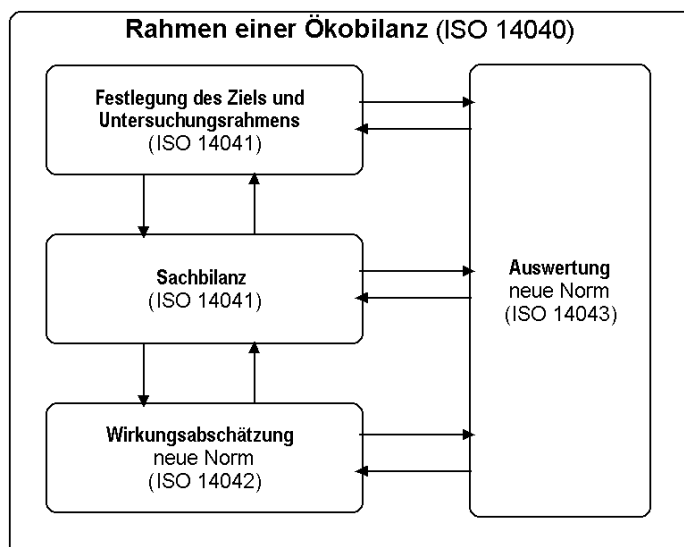 Rahmen einer Ökobilanz (ISO 14040)
Festlegung des Ziels und
Untersuchungsrahmens
(ISO 14041)
Sachbilanz
(ISO 14041)
Wirkungsabschätzung
neue Norm
(ISO 14042)
Auswertung
neue Norm
(ISO 14043)